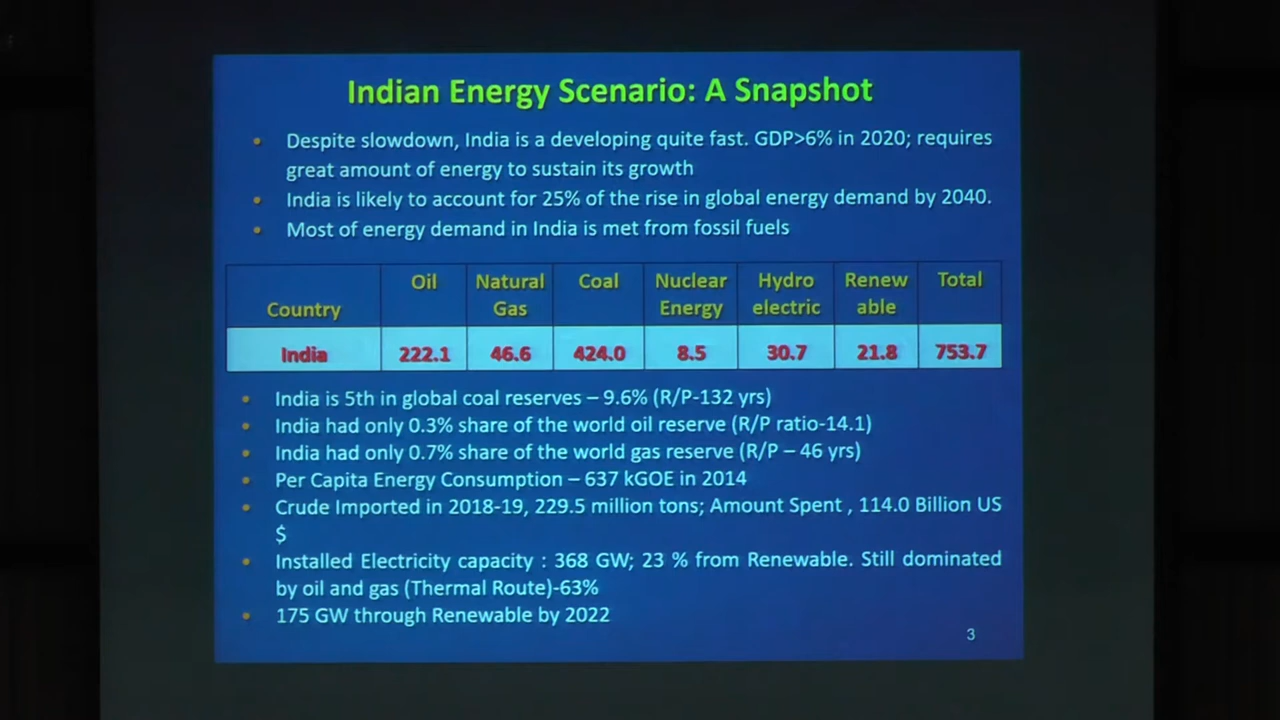 Indian Energy Scenario: A Snapshot
• Despite slowdown, India is a developing quite fast. GDP>6% in 2020; requires
great amount of energy to sustain its growth
• India is likely to account for 25% of the rise in global energy demand by 2040.
• Most of energy demand in India is met from fossil fuels
Country Oil Natural Gas Coal Nuclear Energy Hydro electric Renew able Total
India 222.1 46.6 424.0 8.5 30.7 21.8 753.7
• India is 5th in global coal reserves – 9.6% (R/P-132 yrs)
• India had only 0.3% share of the world oil reserve (R/P ratio-14.1)
• India had only 0.7% share of the world gas reserve (R/P – 46 yrs)
• Per Capita Energy Consumption – 637 kGOE in 2014
• Crude Imported in 2018-19, 229.5 million tons; Amount Spent , 114.0 Billion US
$
• Installed Electricity capacity : 368 GW; 23 % from Renewable. Still dominated
by oil and gas (Thermal Route)-63%
• 175 GW through Renewable by 2022
3